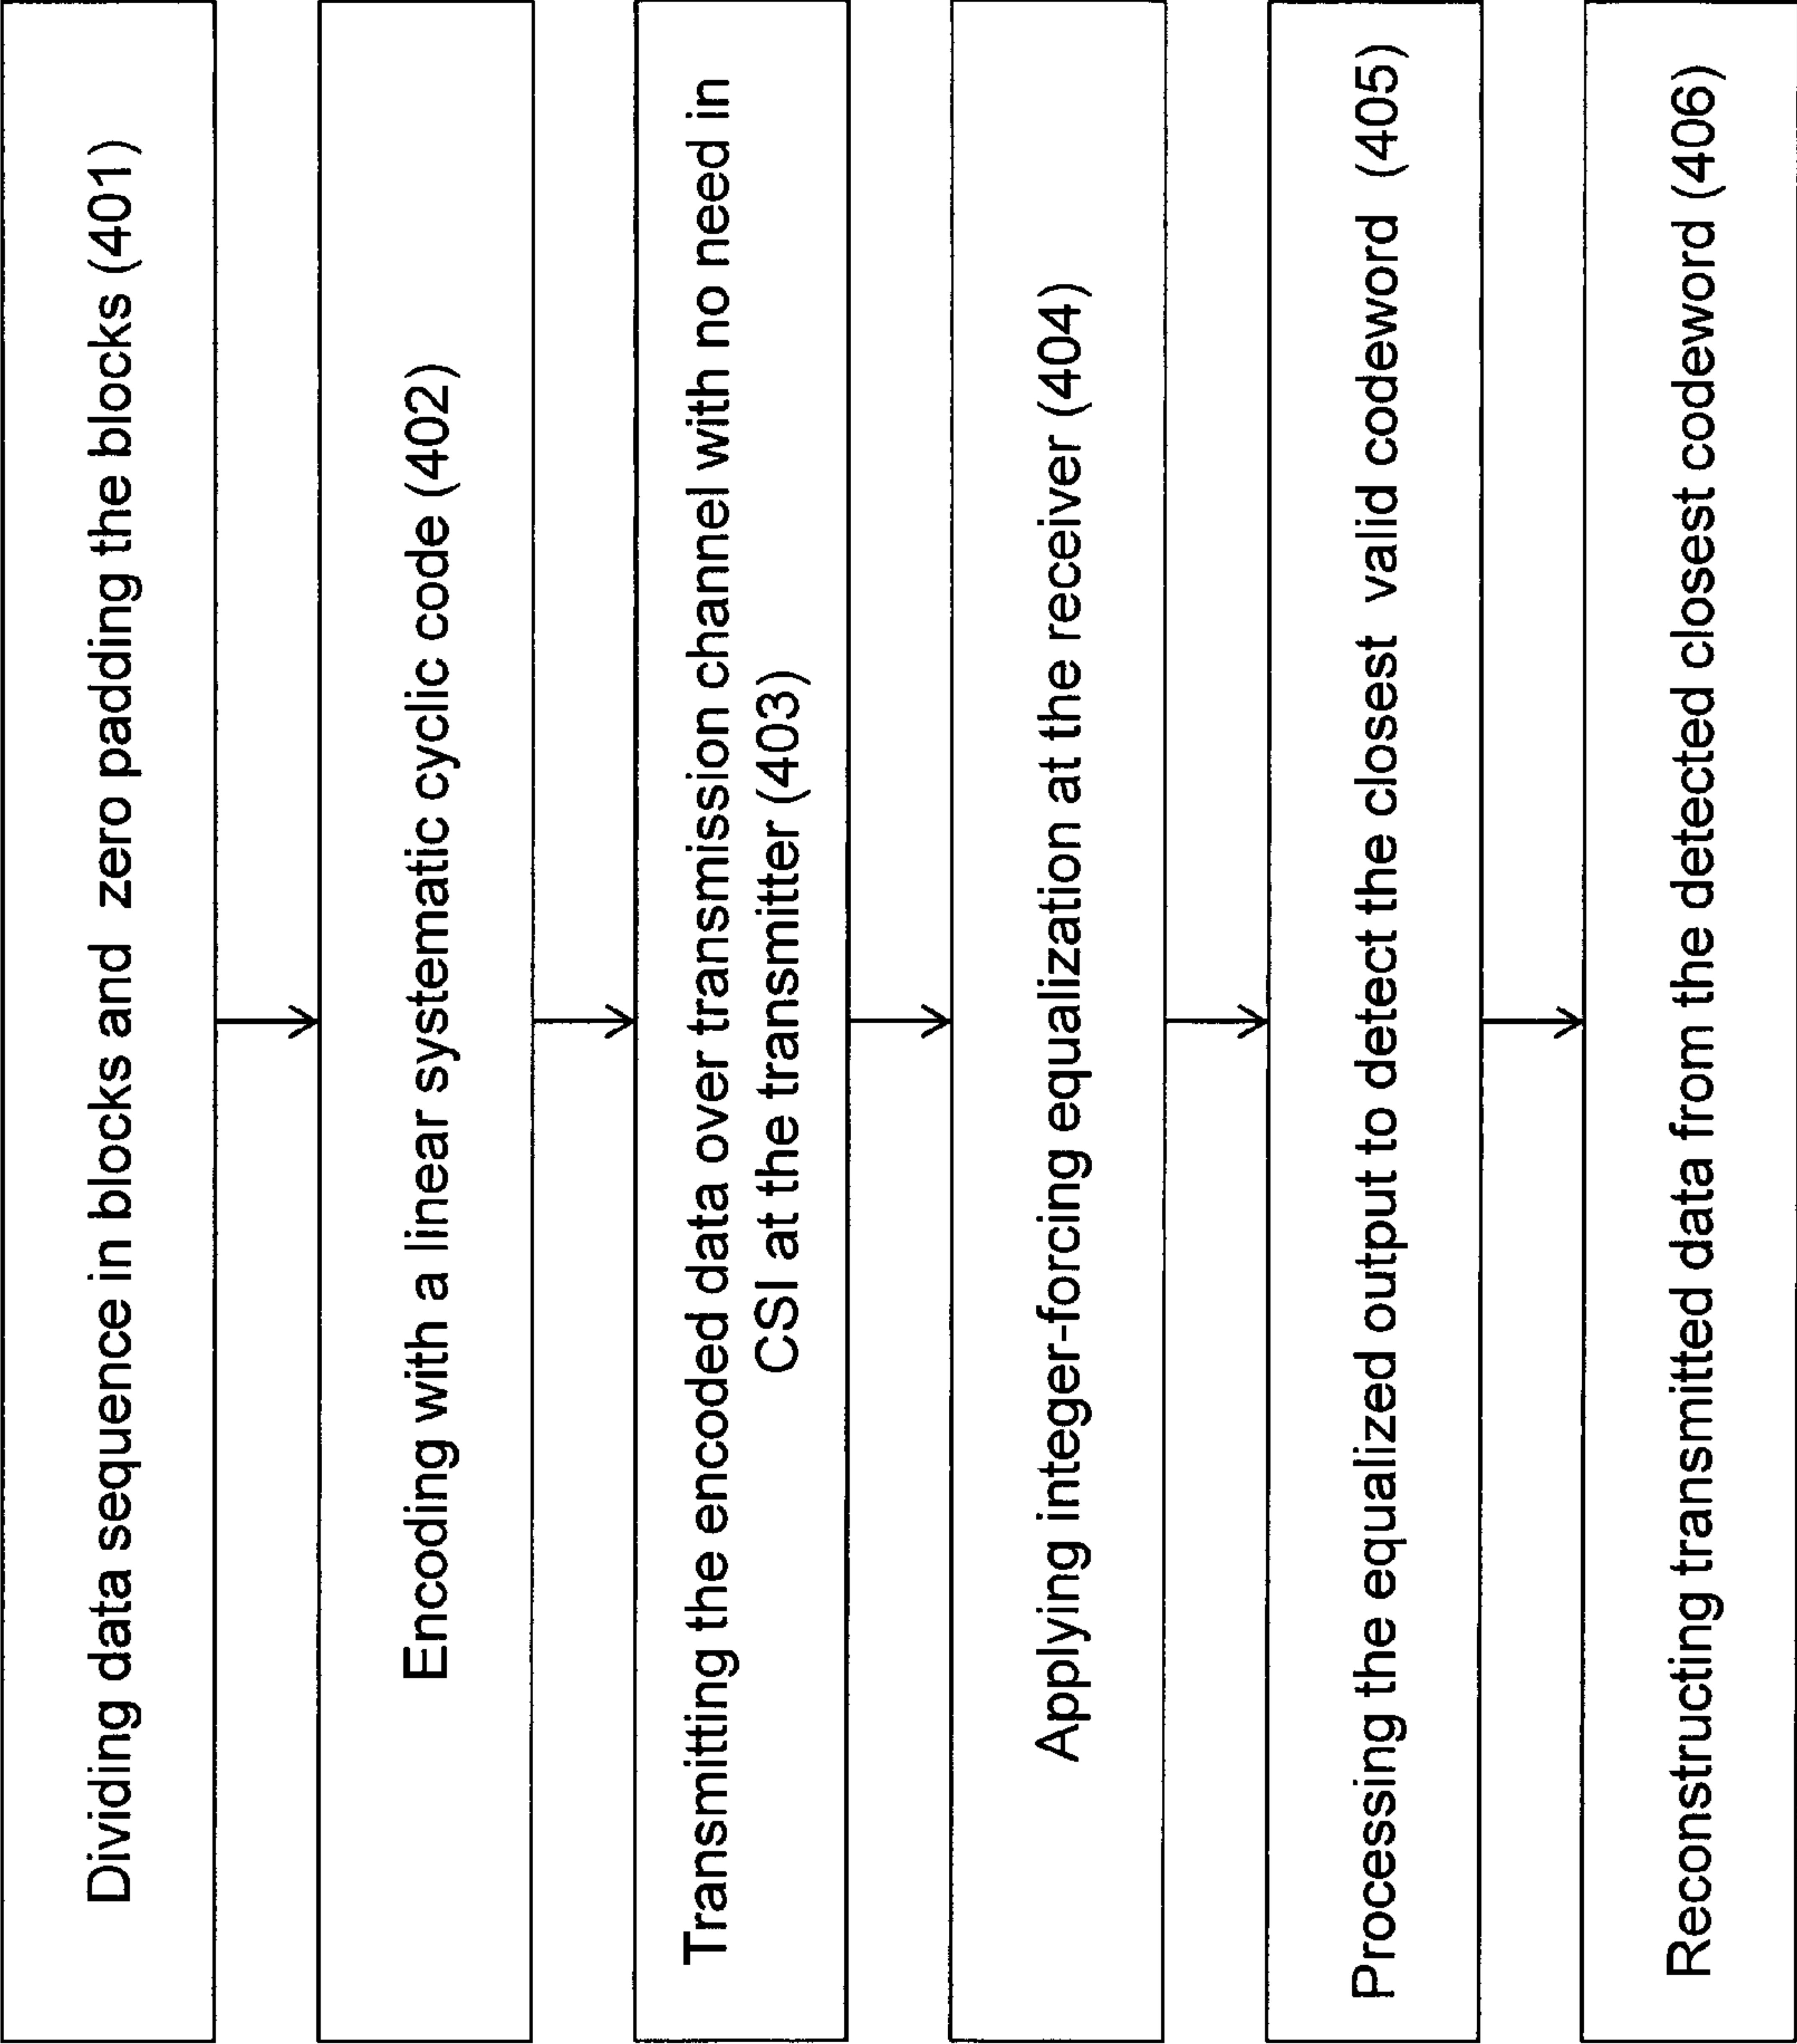 Dividing data sequence in blocks and zero padding the blocks (401)
Encoding with a linear systematic cyclic code (402)
Transmitting the encoded data over transmission channel with no need in
CSI at the transmitter (403)
Applying integer-forcing equalization at the receiver (404)
Processing the equalized output to detect the closest valid codeword (405)
Reconstructing transmitted data from the detected closest codeword (406)